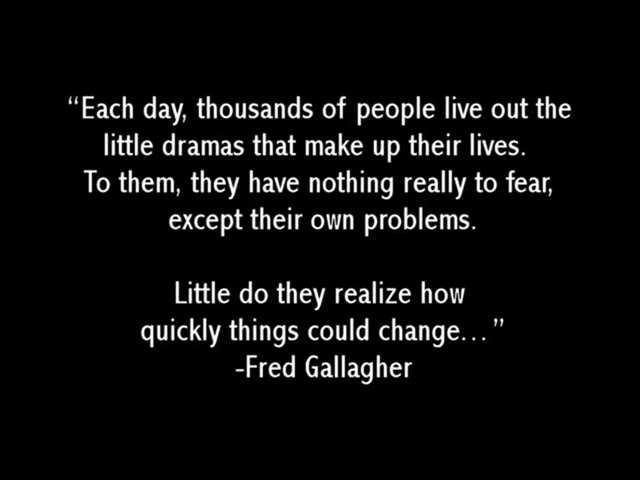 “Each day, thousands of people live out the
little dramas that make up their lives.
To them, they have nothing really to fear,
except their own problems.
Little do they realize how
quickly things could change…”
-Fred Gallagher